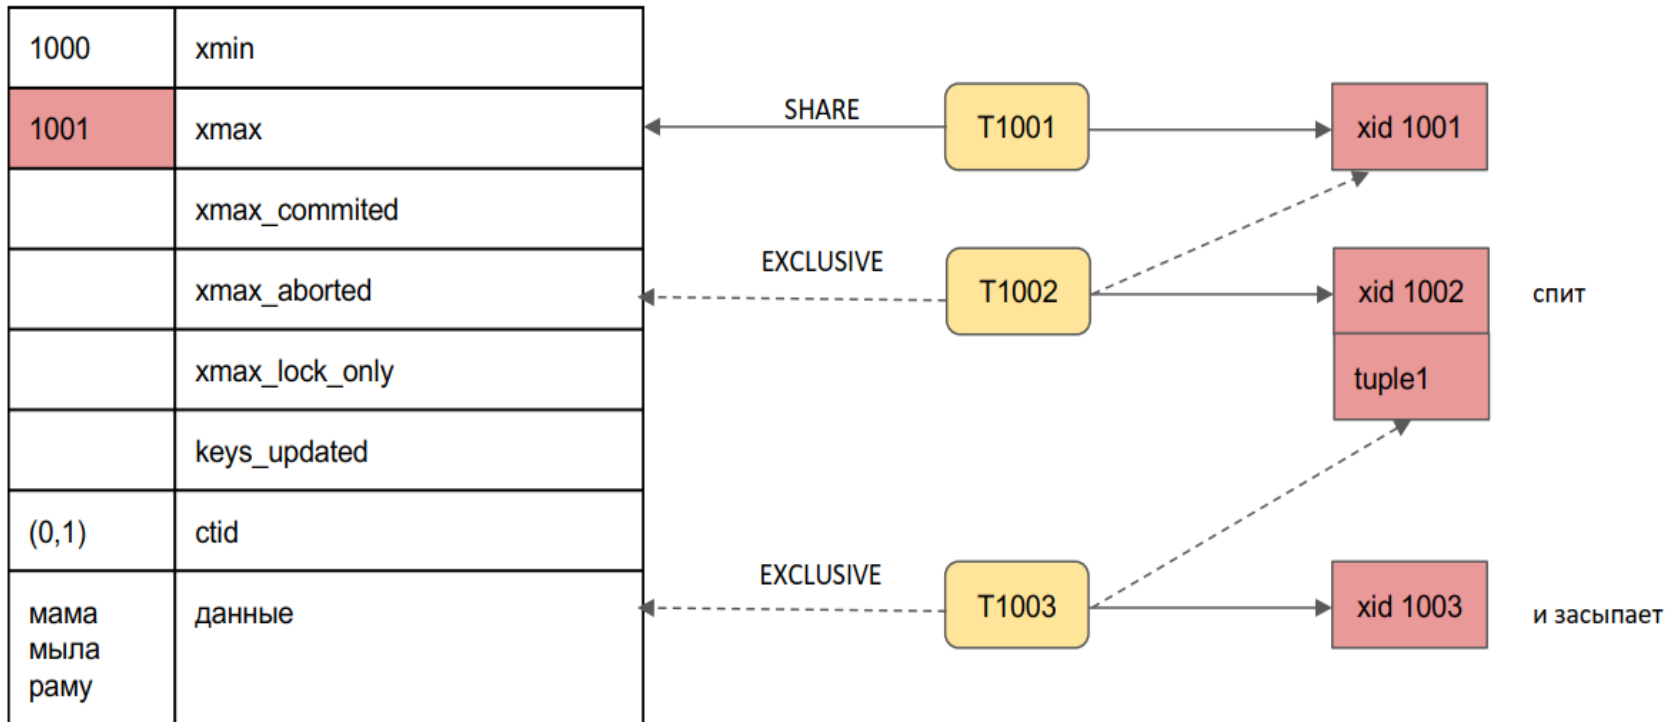 1000 xmin
1001 xmax
xmax_commited
xmax_aborted
xmax_lock_only
keys_updated
(0,1) ctid
мама данные
мыла
раму
SHARE
T1001
xid 1001
EXCLUSIVE
T1002
xid 1002
спит
tuple1
EXCLUSIVE
T1003
xid 1003
и засыпает